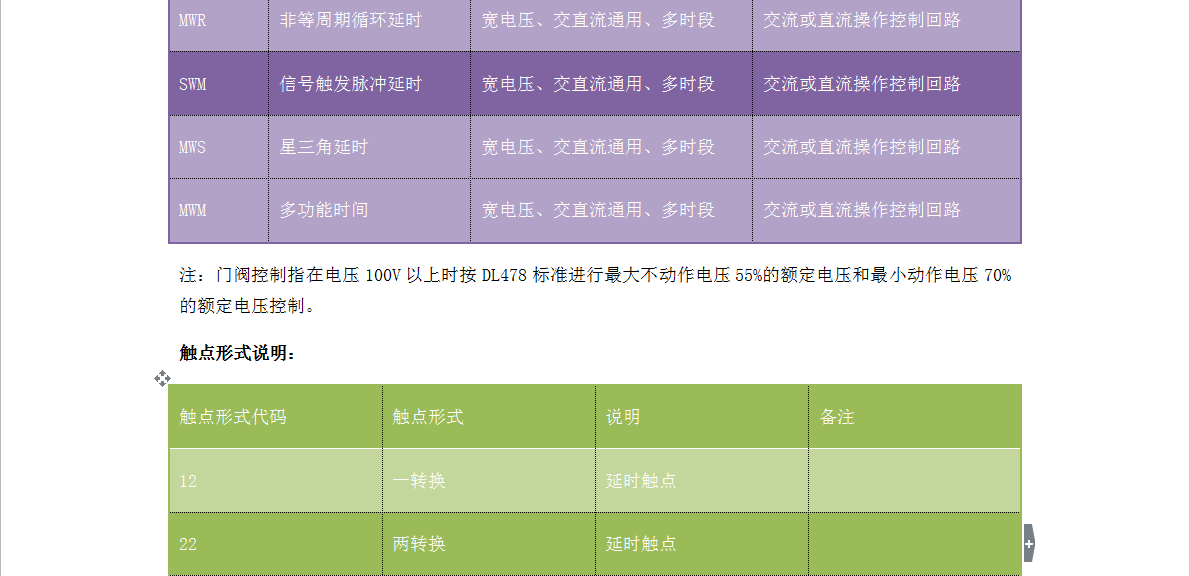 MWR 非等周期循环延时 宽电压、交直流通用、多时段 交流或直流操作控制回路
SWM 信号触发脉冲延时 宽电压、交直流通用、多时段 交流或直流操作控制回路
MWS 星三角延时 宽电压、交直流通用、多时段 交流或直流操作控制回路
MWM 多功能时间 宽电压、交直流通用、多时段 交流或直流操作控制回路
注：门阀控制指在电压 100V 以上时按 DL478 标准进行最大不动作电压 55%的额定电压和最小动作电压 70%
的额定电压控制。
触点形式说明：
触点形式代码 触点形式 说明 备注
12 一转换 延时触点
22 两转换 延时触点